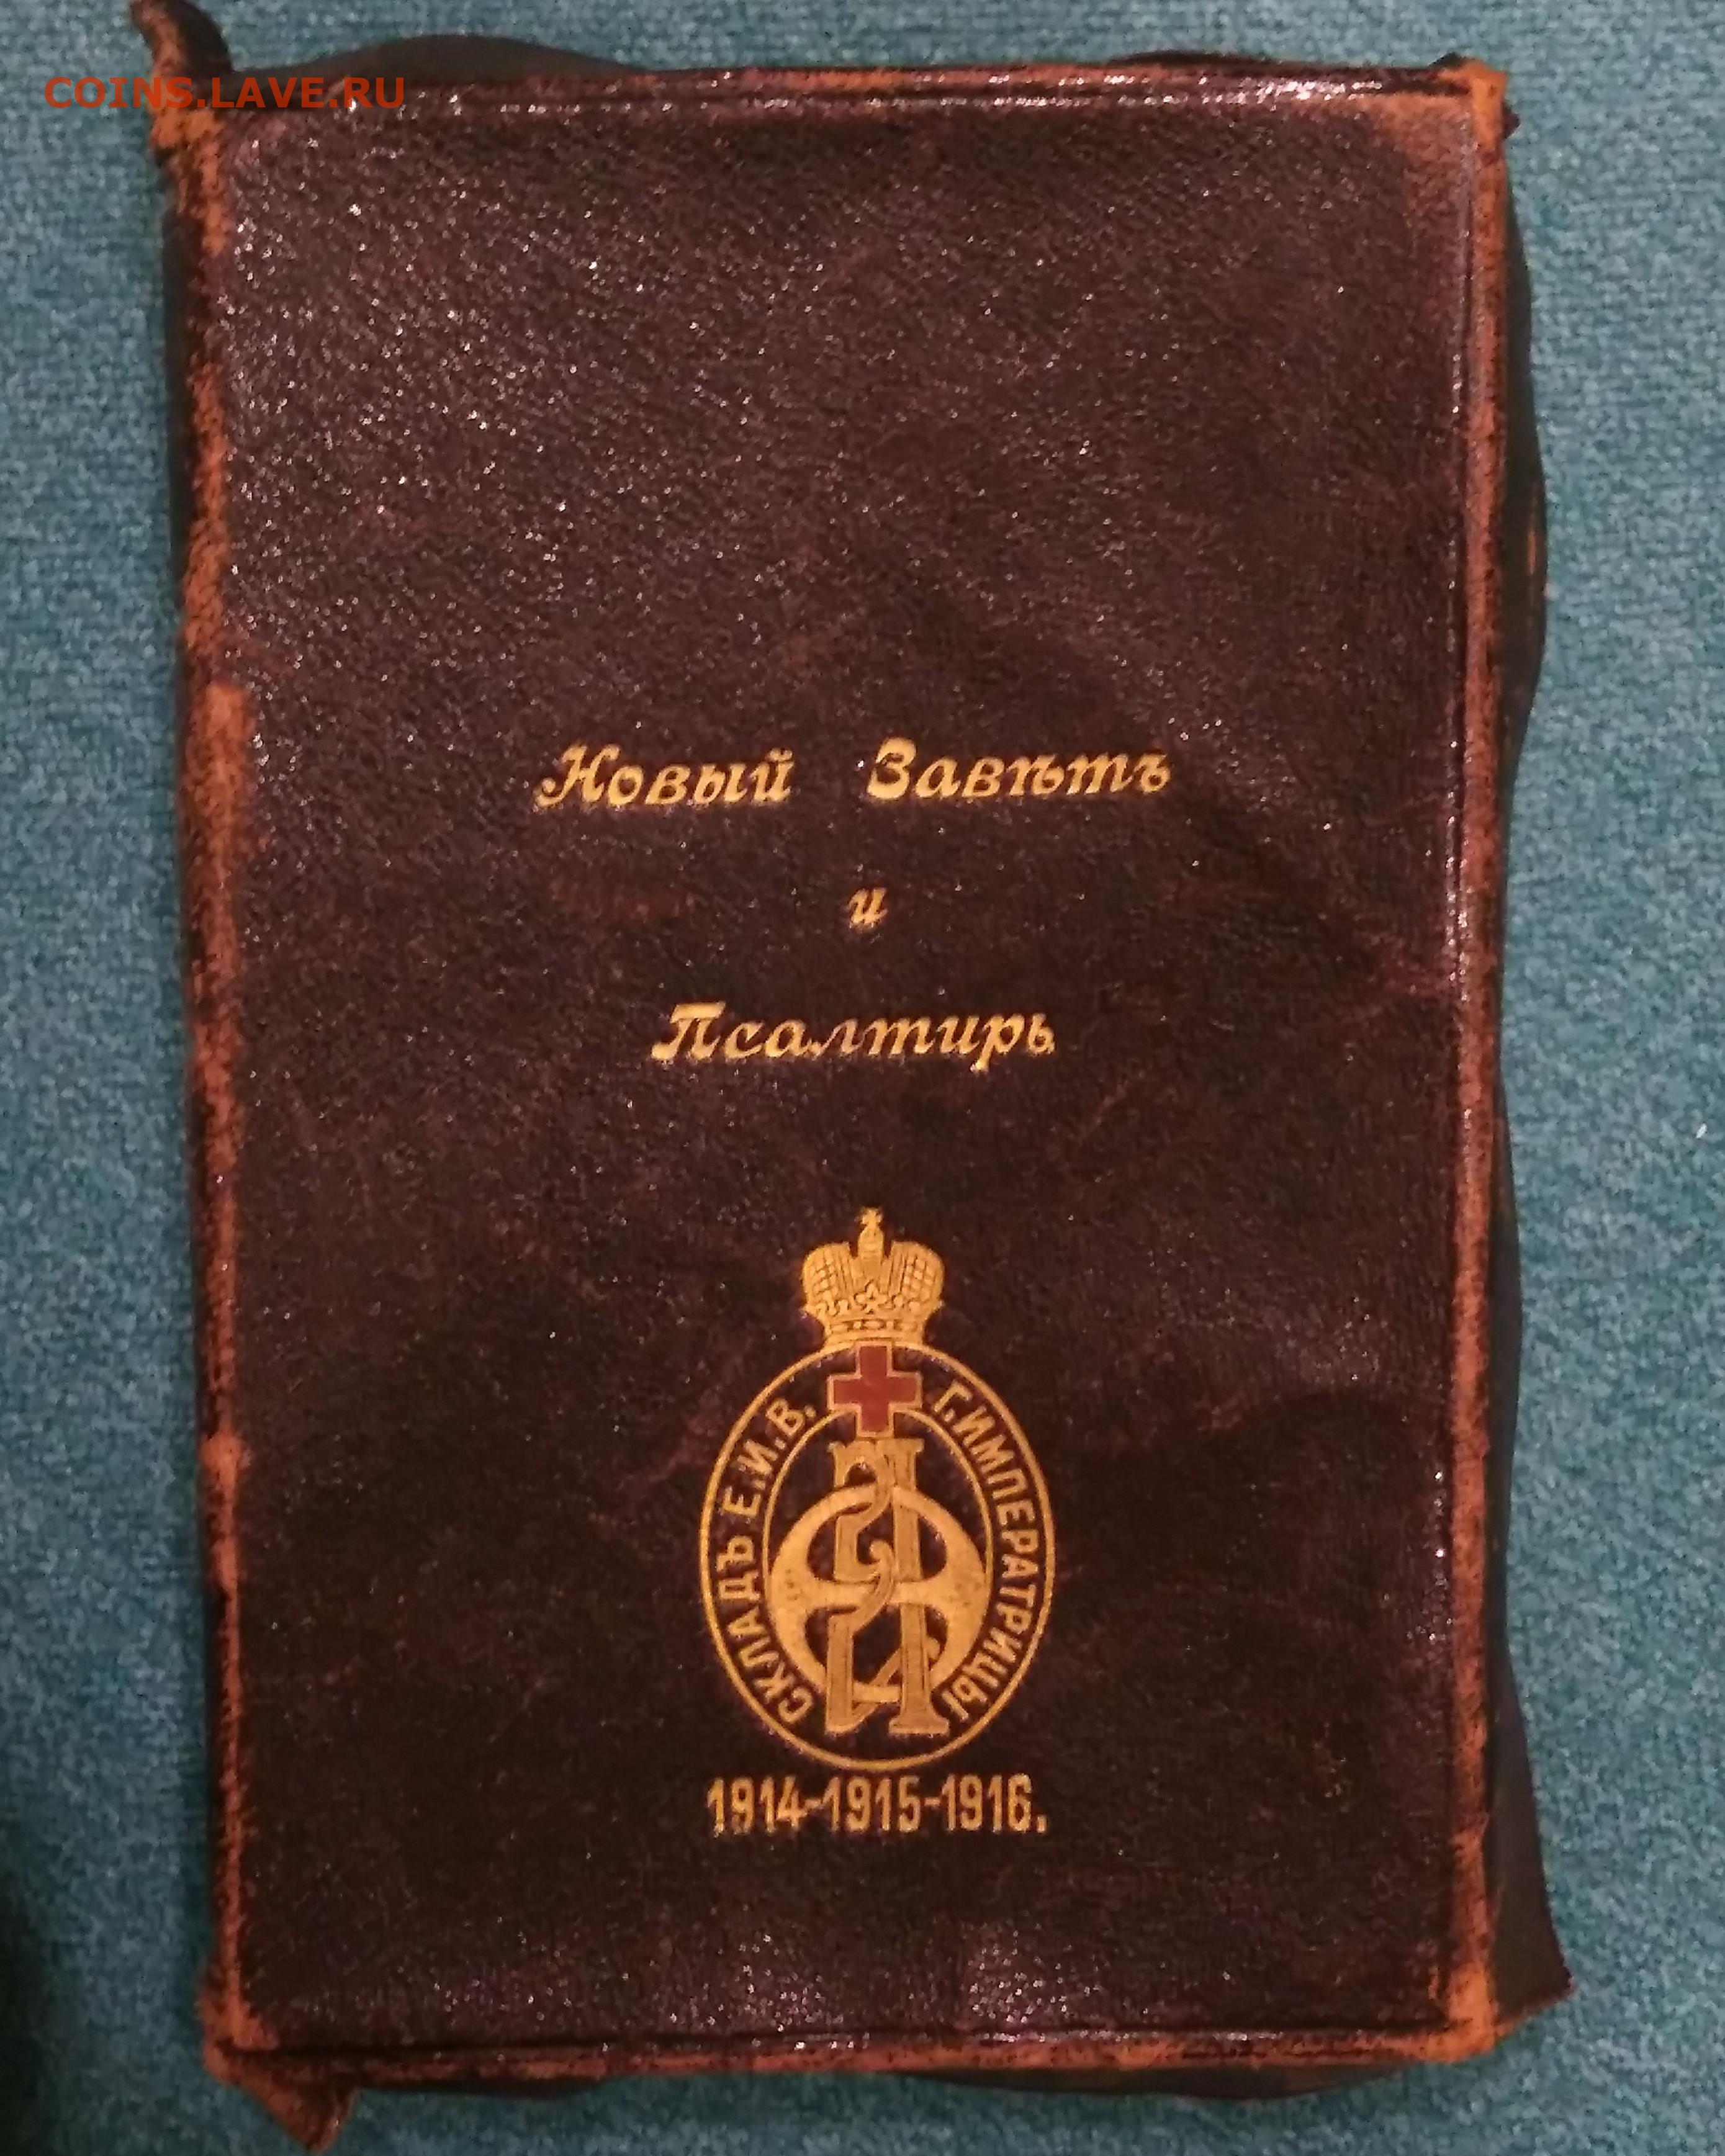 COINS.LAVE.RU
Новый Завѣтъ
и
Псалтирь
СКЛАДЪ Е.И.В. Г.ИМПЕРАТРИЦЫ
1914-1915-1916.